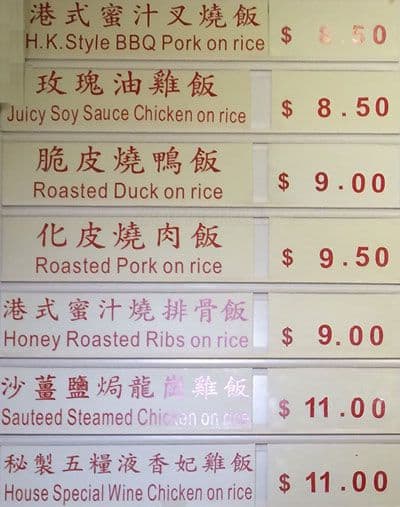 港式蜜汁叉燒飯
H.K.Style BBQ Pork on rice $ 8.50
玫瑰油雞飯
Juicy Soy Sauce Chicken on rice $ 8.50
脆皮燒鴨飯
Roasted Duck on rice $ 9.00
化皮燒肉飯
Roasted Pork on rice $ 9.50
港式蜜汁燒排骨飯
Honey Roasted Ribs on rice $ 9.00
沙薑鹽焗龍崗雞飯
Sauteed Steamed Chicken on rice $ 11.00
秘製五糧液香妃雞飯
House Special Wine Chicken on rice $ 11.00